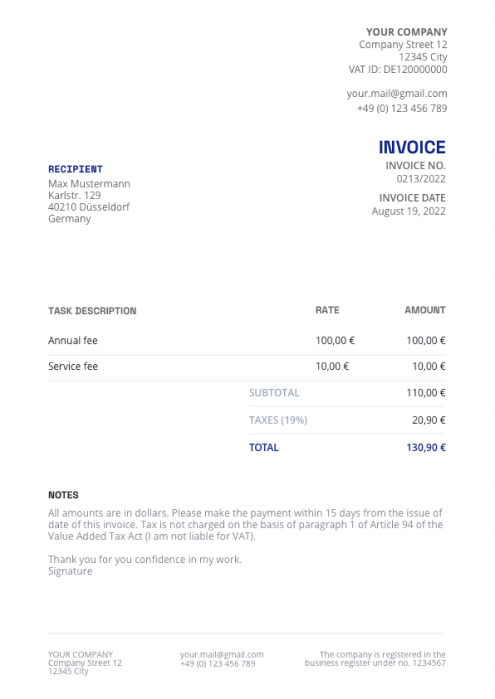 YOUR COMPANY
Company Street 12
12345 City
VAT ID: DE120000000
your.mail@gmail.com
+49 (0) 123 456 789
INVOICE
INVOICE NO.
0213/2022
INVOICE DATE
August 19, 2022
RECIPIENT
Max Mustermann
Karlstr. 129
40210 Düsseldorf
Germany
TASK DESCRIPTION RATE AMOUNT
Annual fee 100,00 € 100,00 €
Service fee 10,00 € 10,00 €
SUBTOTAL 110,00 €
TAXES (19%) 20,90 €
TOTAL 130,90 €
NOTES
All amounts are in dollars. Please make the payment within 15 days from the issue of
date of this invoice. Tax is not charged on the basis of paragraph 1 of Article 94 of the
Value Added Tax Act (I am not liable for VAT).
Thank you for you confidence in my work.
Signature
YOUR COMPANY
Company Street 12
12345 City
your.mail@gmail.com
+49 (0) 123 456 789
The company is registered in the
business register under no. 1234567